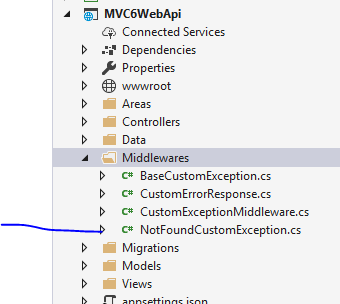 MVC6WebApi
Connected Services
Dependencies
Properties
wwwroot
Areas
Controllers
Data
Middlewares
C# BaseCustomException.cs
C# CustomErrorResponse.cs
C# CustomExceptionMiddleware.cs
C# NotFoundCustomException.cs
Migrations
Models
Views
appsettings.json